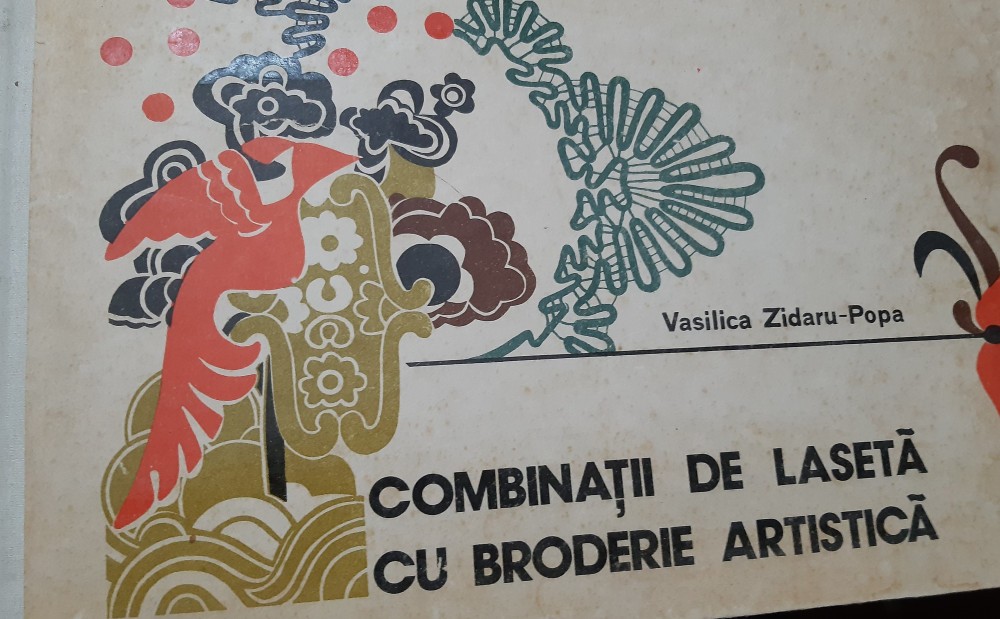 Vasilica Zidaru-Popa
COMBINAȚII DE LASETĂ
CU BRODERIE ARTISTICĂ